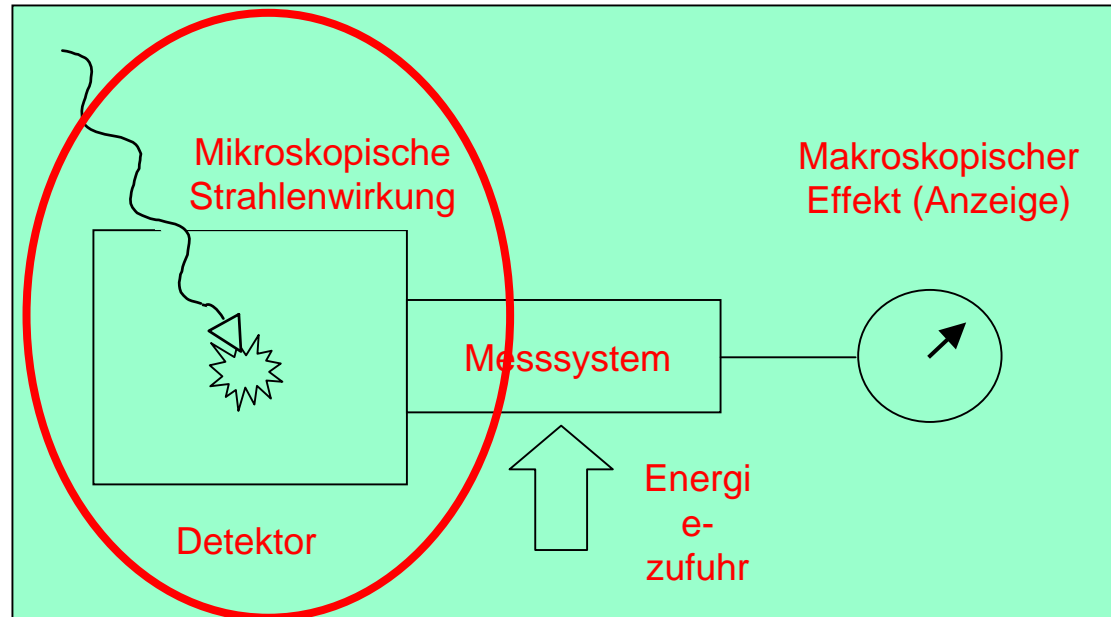 Mikroskopische
Strahlenwirkung
Makroskopischer
Effekt (Anzeige)
Messsystem
Energi
e-
zufuhr
Detektor